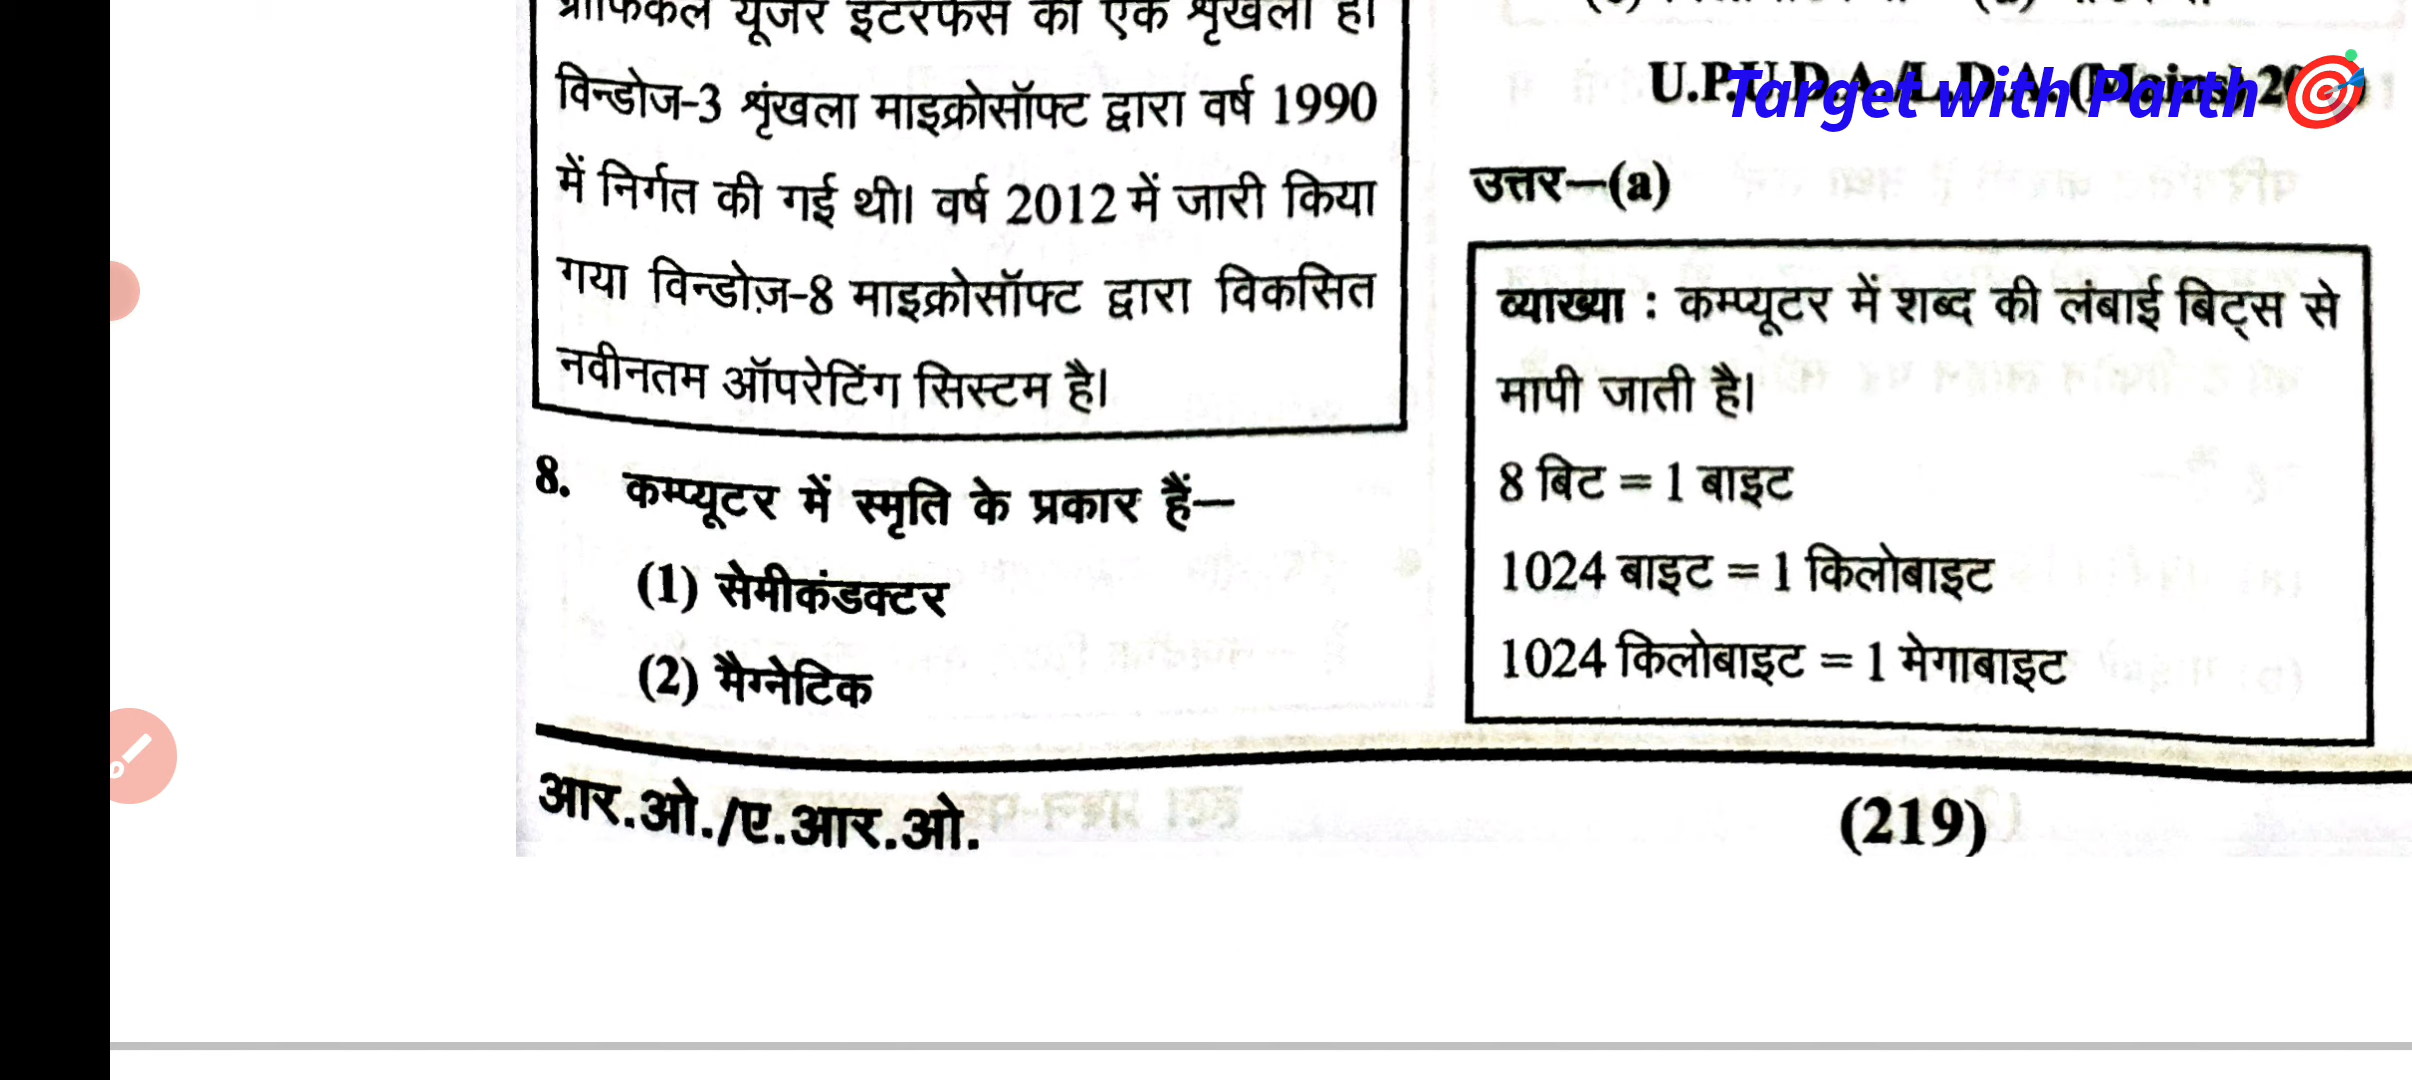 ग्राफिकल यूजर इंटरफेस की एक शृंखला है।
विन्डोज-3 शृंखला माइक्रोसॉफ्ट द्वारा वर्ष 1990
में निर्गत की गई थी। वर्ष 2012 में जारी किया
गया विन्डोज़-8 माइक्रोसॉफ्ट द्वारा विकसित
नवीनतम ऑपरेटिंग सिस्टम है।
8. कम्प्यूटर में स्मृति के प्रकार हैं—
(1) सेमीकंडक्टर
(2) मैग्नेटिक
आर.ओ./ए.आर.ओ.
U.P.U.D.A./L.D.A. (Mains)
Target with Parth
उत्तर—(a)
व्याख्या : कम्प्यूटर में शब्द की लंबाई बिट्स से
मापी जाती है।
8 बिट = 1 बाइट
1024 बाइट = 1 किलोबाइट
1024 किलोबाइट = 1 मेगाबाइट
(219)